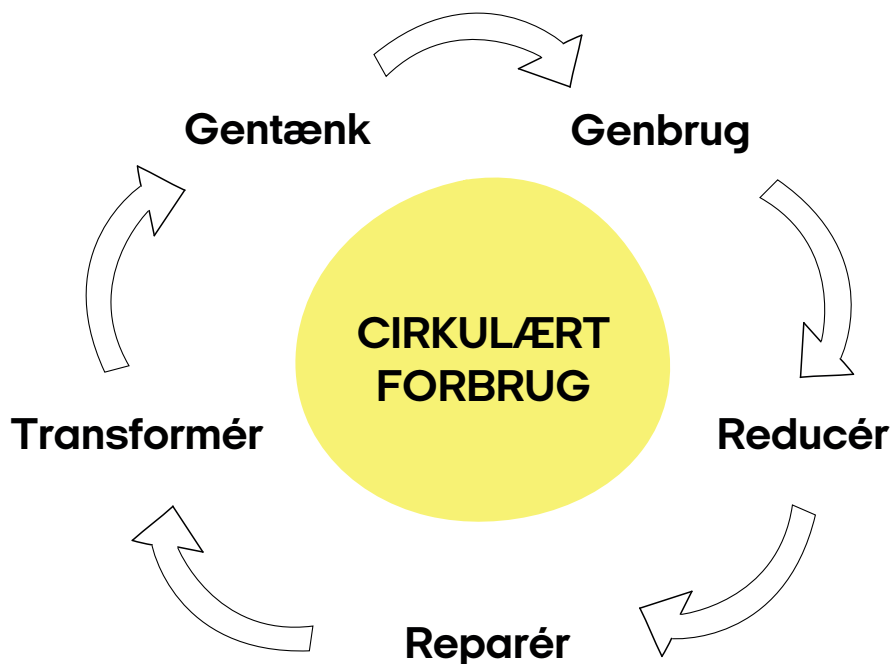 Gentænk
Genbrug
CIRKULÆRT
FORBRUG
Transformér
Reducér
Reparér